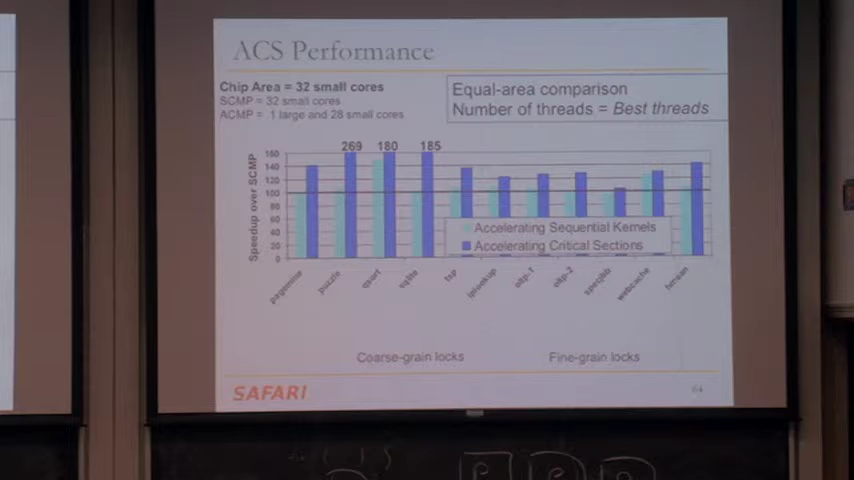 ACS Performance
Chip Area = 32 small cores
SCMP = 32 small cores
ACMP = 1 large and 28 small cores
Equal-area comparison
Number of threads = Best threads
269 180 185
Speedup over SCMP
160
140
120
100
80
60
40
20
0
Accelerating Sequential Kernels
Accelerating Critical Sections
pagemine
puzzle
qsort
sqlite
tsp
iplookup
oltp-1
oltp-2
specjbb
webcache
hmean
Coarse-grain locks
Fine-grain locks
SAFARI
64